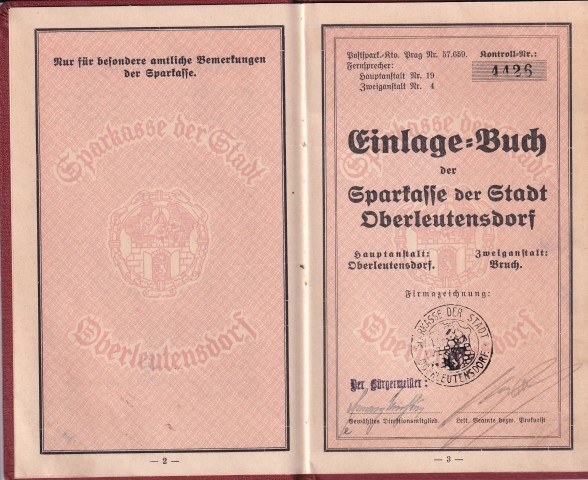 Nur für besondere amtliche Bemerkungen
der Sparkasse.
Sparkasse der Stadt
Oberleutensdorf
— 2 —
Postspark.-Kto. Prag Nr. 57.659.
Fernsprecher:
Hauptanstalt Nr. 19
Zweiganstalt Nr. 4
Kontroll-Nr.:
4426
Einlage=Buch
der
Sparkasse der Stadt
Oberleutensdorf
Hauptanstalt:
Oberleutensdorf.
Zweiganstalt:
Bruch.
Firmazeichnung:
SPARKASSE DER STADT
OBERLEUTENSDORF
Der Bürgermeister:
Gewähltes Direktionsmitglied.
Leit. Beamte bezw. Prokurist
— 3 —